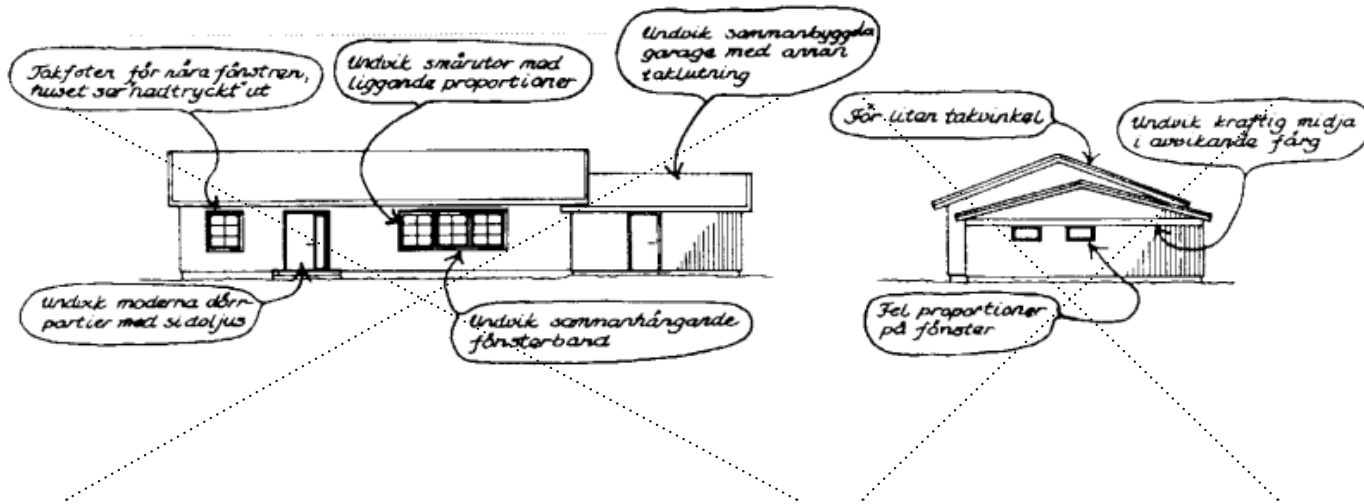 Takfoten för nära fönstren,
huset ser "nedtryckt" ut
Undvik smårutor med
liggande proportioner
Undvik sammanbyggda
garage med annan
taklutning
För liten takvinkel
Undvik kraftig midja
i avvikande färg
Undvik moderna dörr-
partier med sidoljus
Undvik sammanhängande
fönsterband
Fel proportioner
på fönster